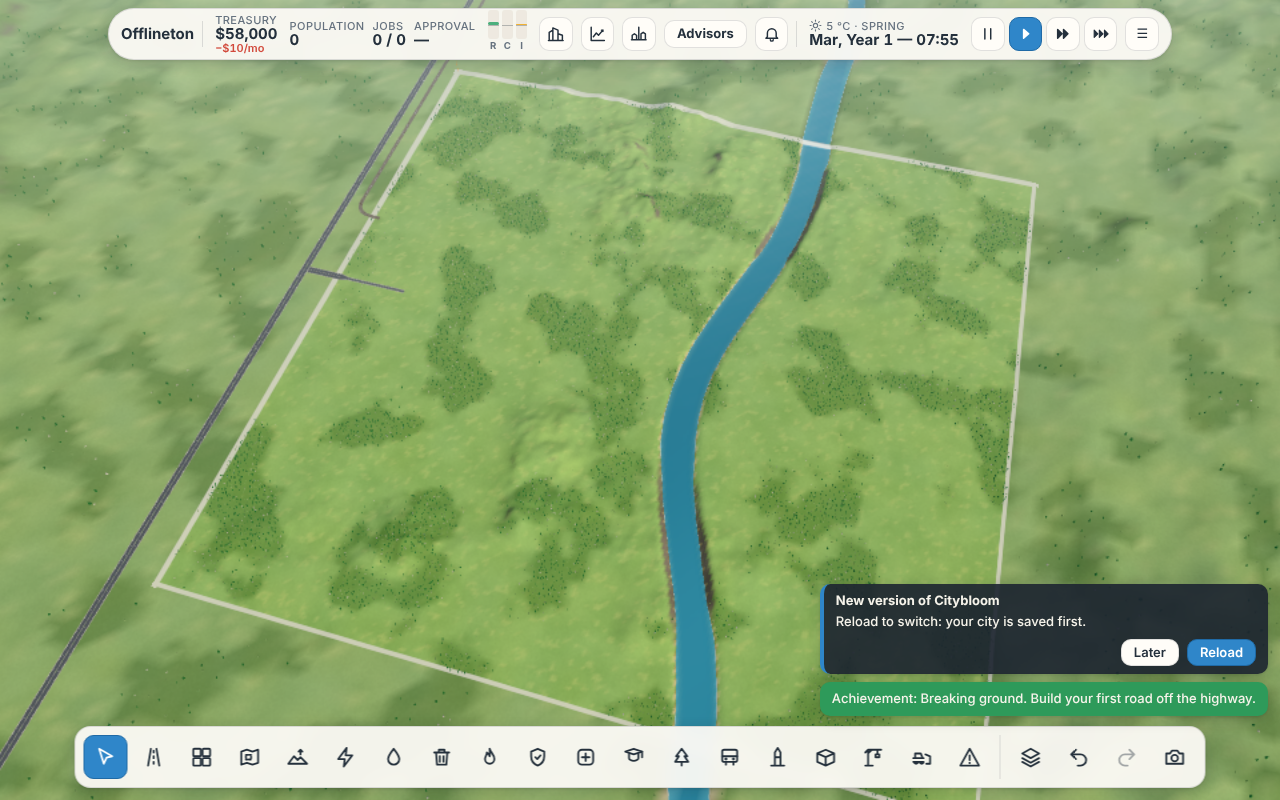 Offlineton
TREASURY
$58,000
−$10/mo
POPULATION
0
JOBS
0 / 0
APPROVAL
—
R C I
Advisors
5 °C · SPRING
Mar, Year 1 — 07:55
New version of Citybloom
Reload to switch: your city is saved first.
Later
Reload
Achievement: Breaking ground. Build your first road off the highway.